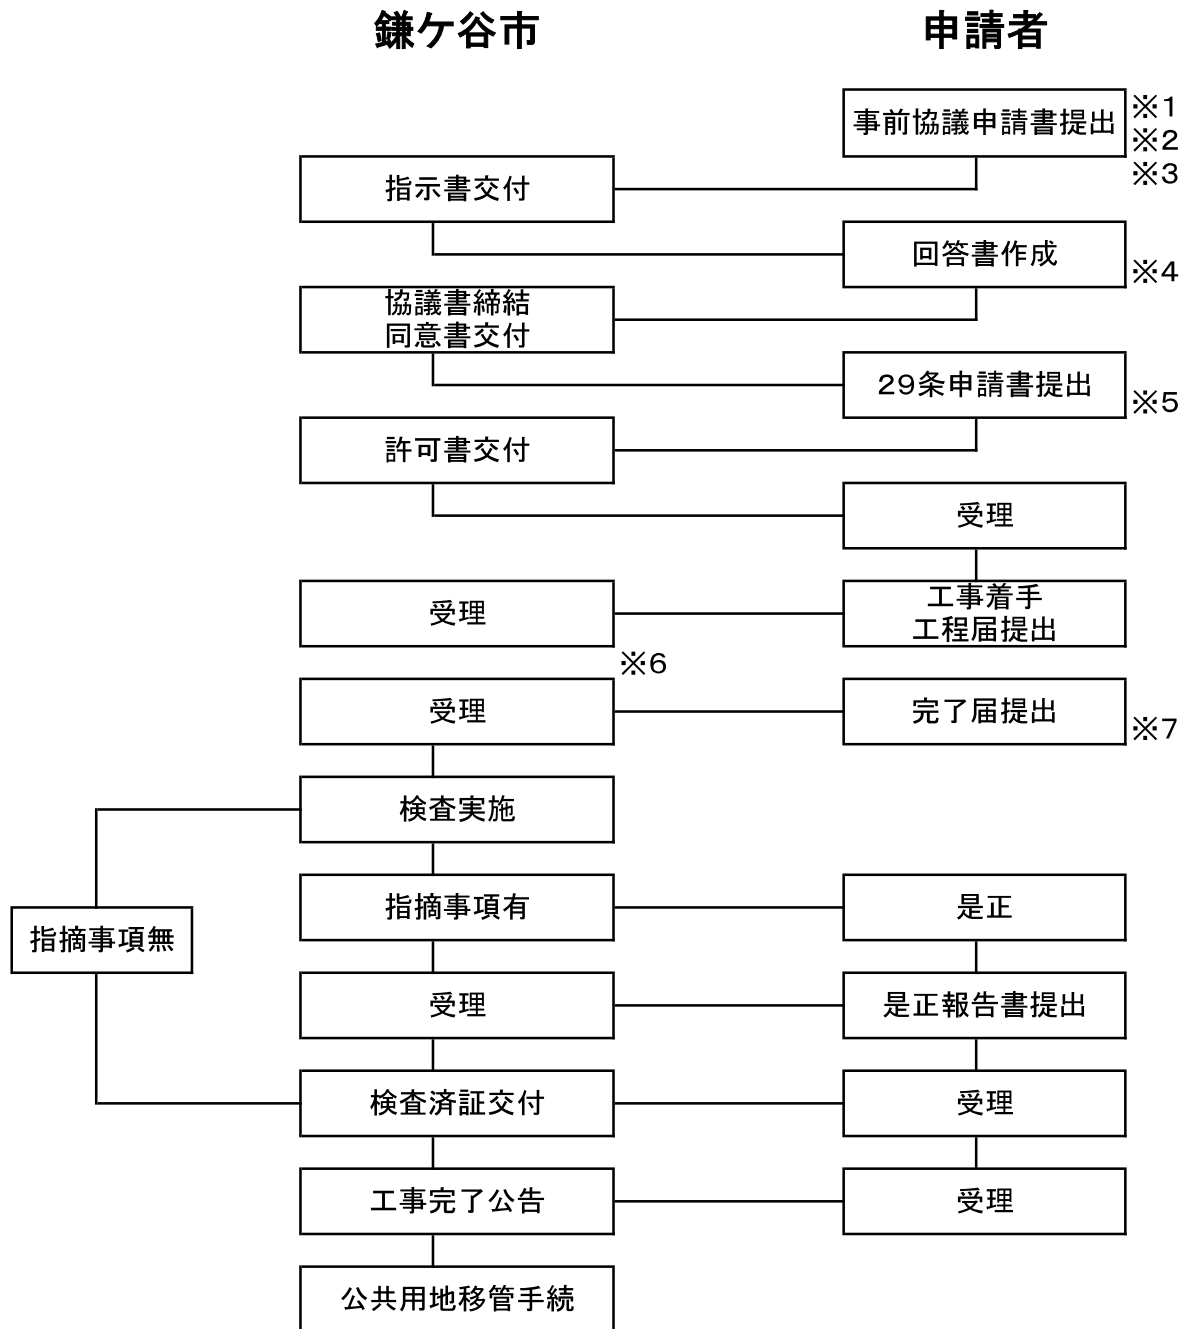 鎌ケ谷市
申請者
事前協議申請書提出
※1
※2
※3
指示書交付
回答書作成
※4
協議書締結
同意書交付
29条申請書提出
※5
許可書交付
受理
受理
工事着手
工程届提出
※6
受理
完了届提出
※7
検査実施
指摘事項有
是正
指摘事項無
受理
是正報告書提出
検査済証交付
受理
工事完了公告
受理
公共用地移管手続